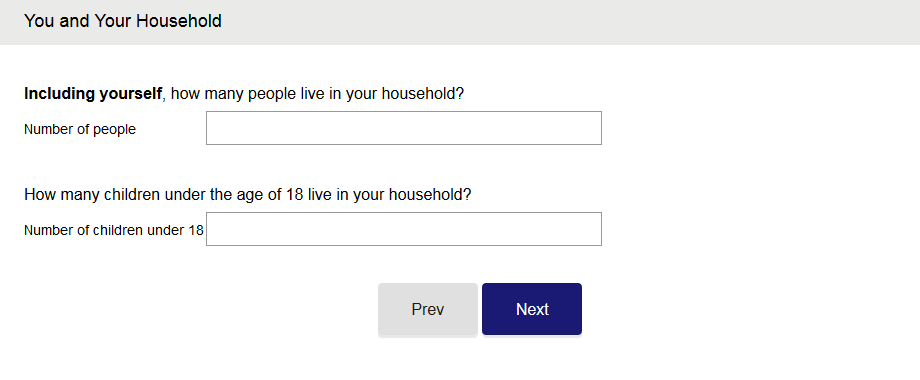 You and Your Household
Including yourself, how many people live in your household?
Number of people
How many children under the age of 18 live in your household?
Number of children under 18
Prev Next